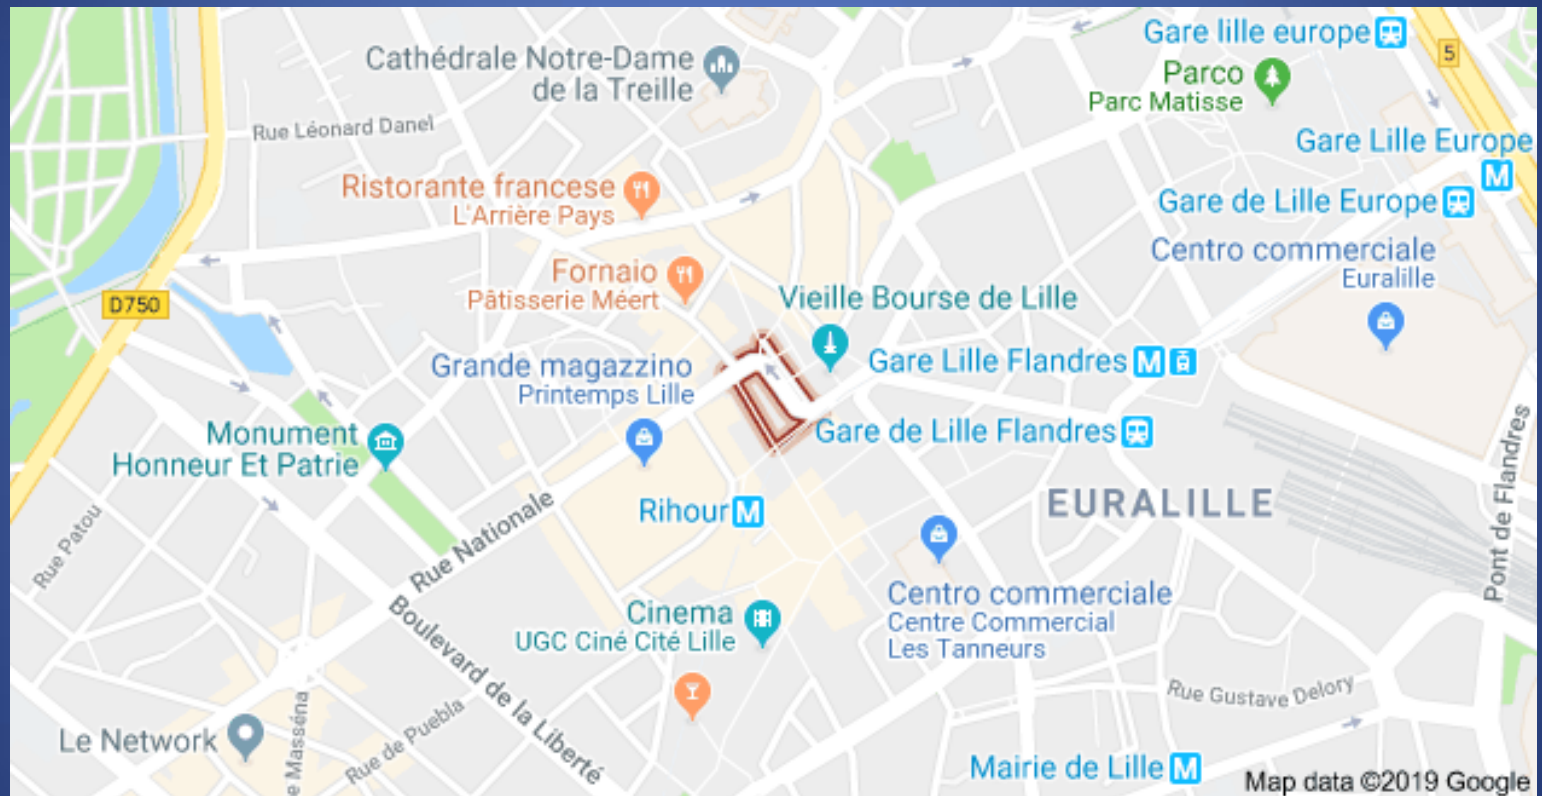 Gare lille europe
5
Cathédrale Notre-Dame
de la Treille
Parco
Parc Matisse
Rue Léonard Danel
Gare Lille Europe
M
Ristorante francese
L'Arrière Pays
Gare de Lille Europe
Centro commerciale
Euralille
Fornaio
Pâtisserie Méert
D750
Vieille Bourse de Lille
Grande magazzino
Printemps Lille
Gare Lille Flandres M
Monument
Honneur Et Patrie
Gare de Lille Flandres
Pont de Flandres
Rihour M
EURALILLE
Rue Patou
Rue Nationale
Centro commerciale
Centre Commercial
Les Tanneurs
Cinema
UGC Ciné Cité Lille
Boulevard de la Liberté
Rue Gustave Delory
Le Network
e Masséna
Rue de Puebla
Mairie de Lille M
Map data ©2019 Google